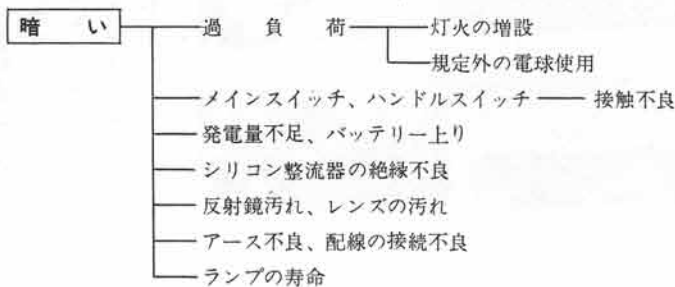 暗い 過負荷 灯火の増設
規定外の電球使用
メインスイッチ、ハンドルスイッチ 接触不良
発電量不足、バッテリー上り
シリコン整流器の絶縁不良
反射鏡汚れ、レンズの汚れ
アース不良、配線の接続不良
ランプの寿命